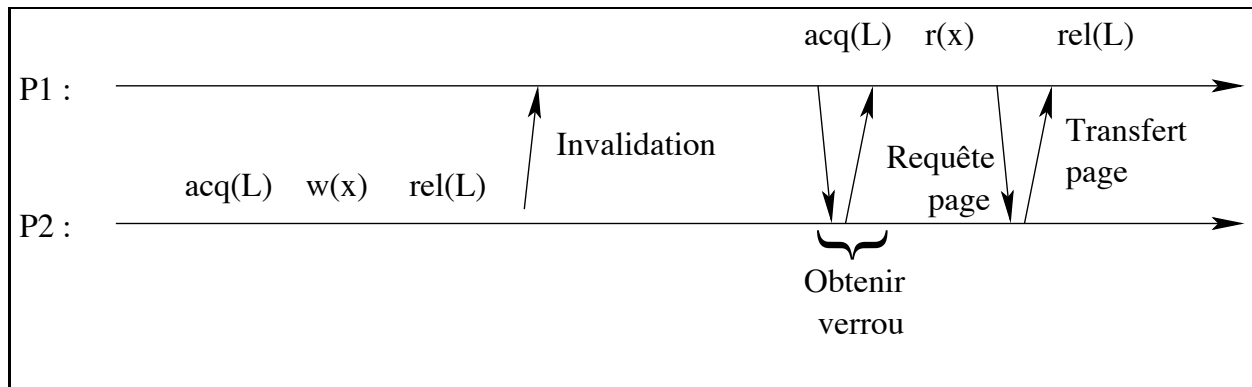 acq(L) r(x) rel(L)
P1 :
Invalidation
Transfert
page
Requête
page
acq(L) w(x) rel(L)
P2 :
Obtenir
verrou